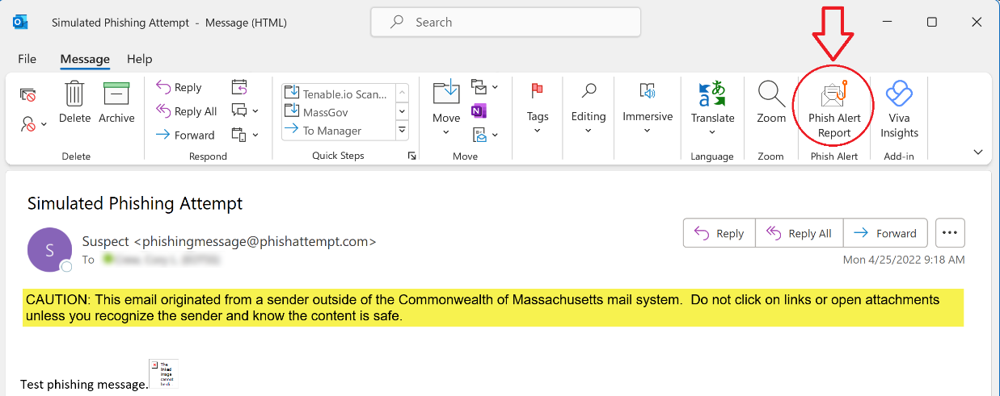 Simulated Phishing Attempt - Message (HTML)
Search
File Message Help
Delete
Archive
Delete
Reply
Reply All
Forward
Respond
Tenable.io Scan...
MassGov
To Manager
Quick Steps
Move
Move
Tags
Editing
Immersive
Translate
Language
Zoom
Zoom
Phish Alert
Report
Phish Alert
Viva
Insights
Add-in
Simulated Phishing Attempt
S
Suspect <phishingmessage@phishattempt.com>
To
Reply
Reply All
Forward
Mon 4/25/2022 9:18 AM
CAUTION: This email originated from a sender outside of the Commonwealth of Massachusetts mail system. Do not click on links or open attachments
unless you recognize the sender and know the content is safe.
Test phishing message.
The
linked
image
cannot
be di